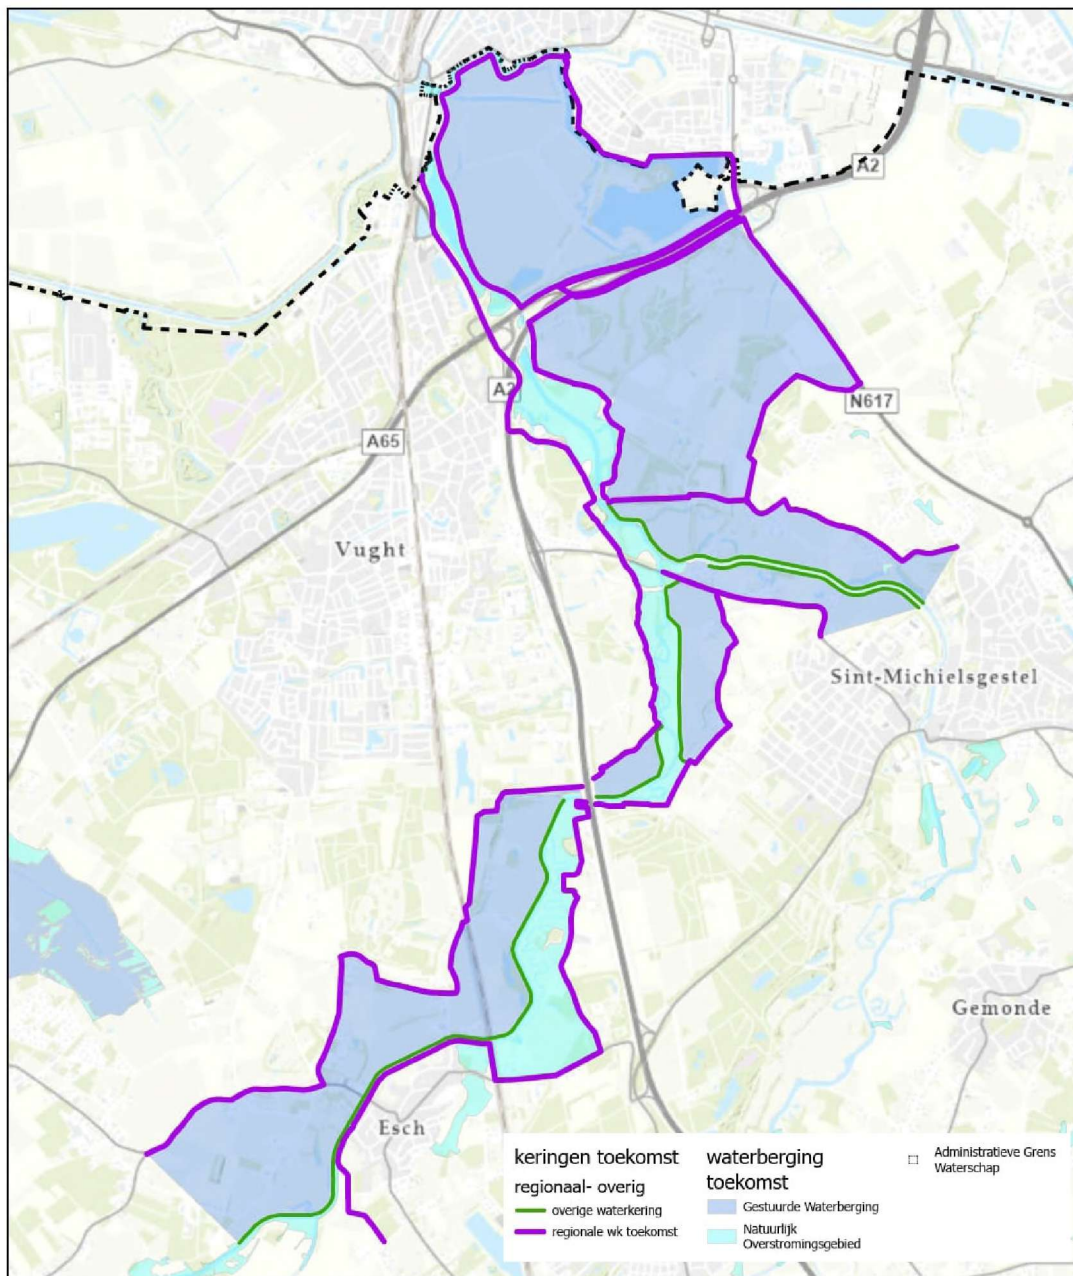 A2
N617
A2
A65
Vught
Sint-Michielsgestel
Gemonde
Esch
keringen toekomst
regionaal- overig
overige waterkering
regionale wk toekomst
waterberging
toekomst
Gestuurde Waterberging
Natuurlijk
Overstromingsgebied
Administratieve Grens
Waterschap